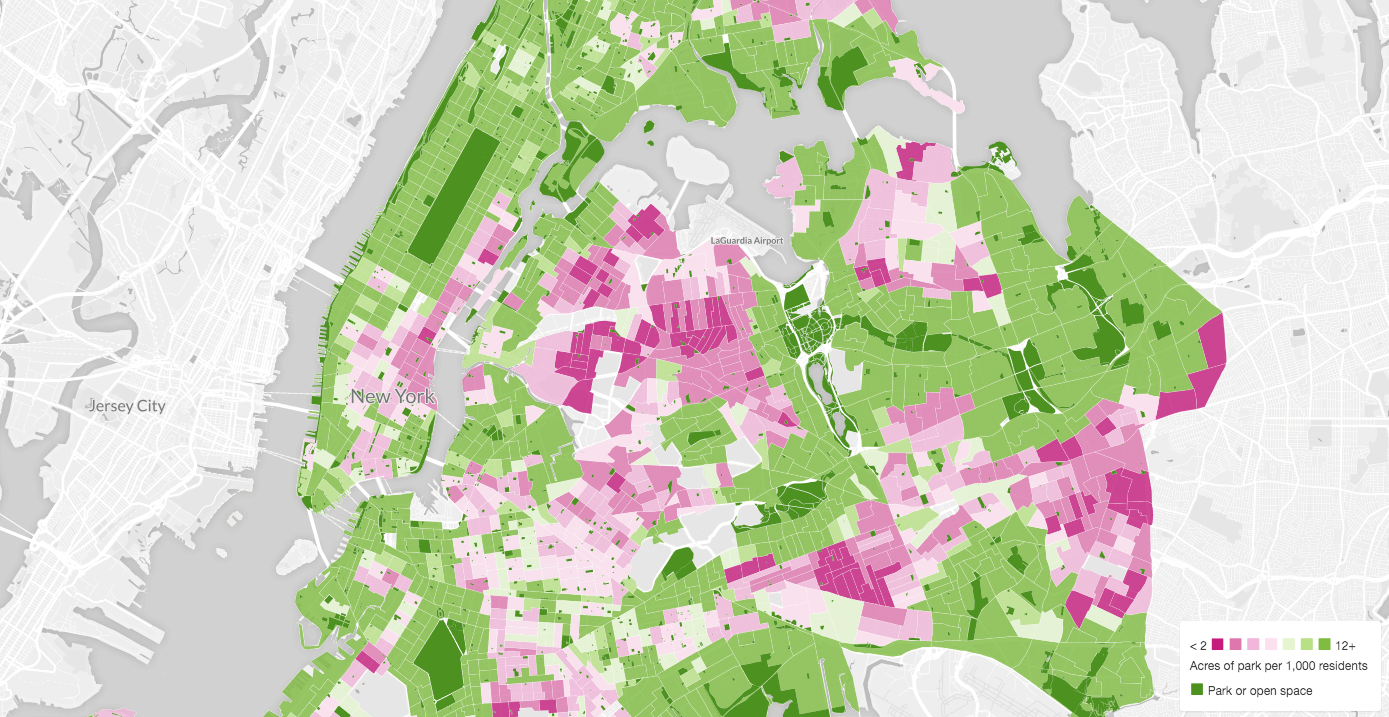 LaGuardia Airport
New York
Jersey City
< 2 12+
Acres of park per 1,000 residents
Park or open space